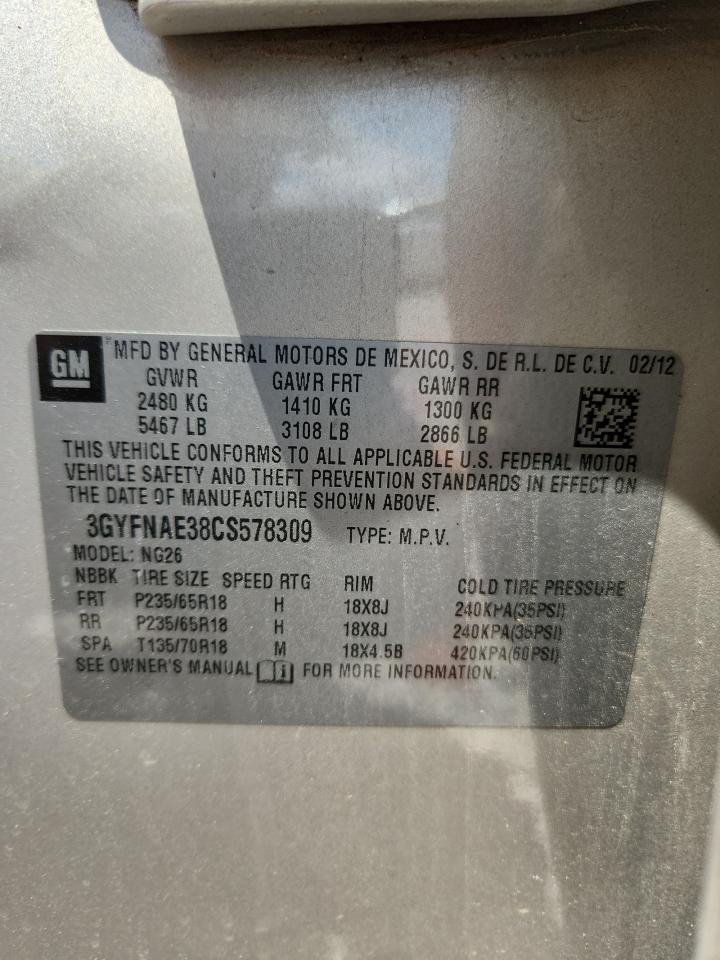 GM
MFD BY GENERAL MOTORS DE MEXICO, S. DE R.L. DE C.V. 02/12
GVWR GAWR FRT GAWR RR
2480 KG 1410 KG 1300 KG
5467 LB 3108 LB 2866 LB
THIS VEHICLE CONFORMS TO ALL APPLICABLE U.S. FEDERAL MOTOR
VEHICLE SAFETY AND THEFT PREVENTION STANDARDS IN EFFECT ON
THE DATE OF MANUFACTURE SHOWN ABOVE.
3GYFNAE38CS578309 TYPE: M.P.V.
MODEL: NG26
NBBK TIRE SIZE SPEED RTG RIM COLD TIRE PRESSURE
FRT P235/65R18 H 18X8J 240KPA(35PSI)
RR P235/65R18 H 18X8J 240KPA(35PSI)
SPA T135/70R18 M 18X4.5B 420KPA(60PSI)
SEE OWNER'S MANUAL FOR MORE INFORMATION.